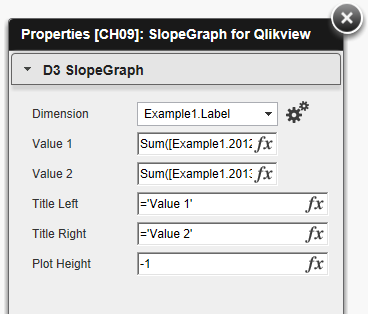 Properties [CH09]: SlopeGraph for Qlikview
D3 SlopeGraph
Dimension Example1.Label
Value 1 Sum([Example1.2012 fx
Value 2 Sum([Example1.2013 fx
Title Left ='Value 1' fx
Title Right ='Value 2' fx
Plot Height -1 fx